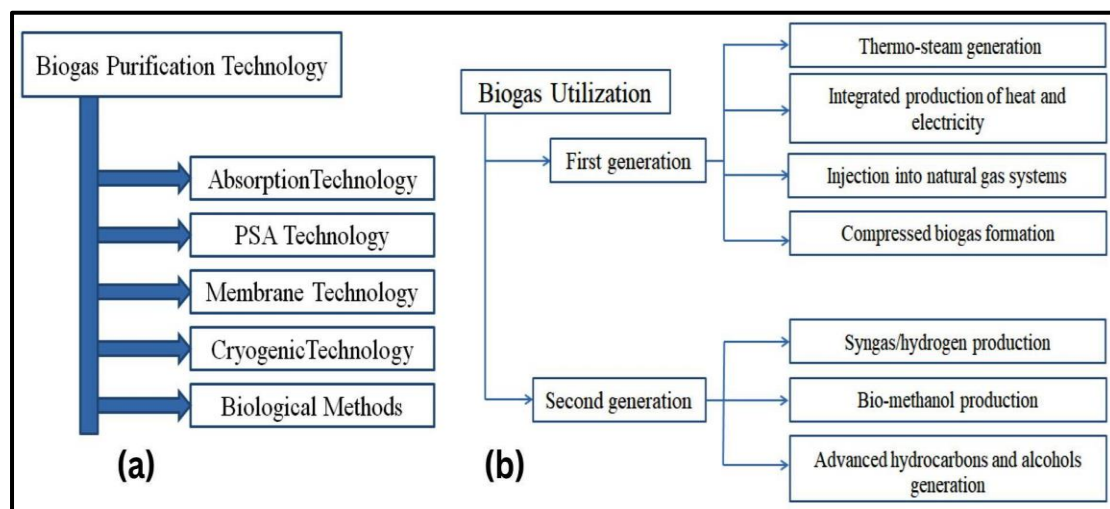 Biogas Purification Technology
AbsorptionTechnology
PSA Technology
Membrane Technology
CryogenicTechnology
Biological Methods
(a)
Biogas Utilization
First generation
Thermo-steam generation
Integrated production of heat and
electricity
Injection into natural gas systems
Compressed biogas formation
Second generation
Syngas/hydrogen production
Bio-methanol production
Advanced hydrocarbons and alcohols
generation
(b)